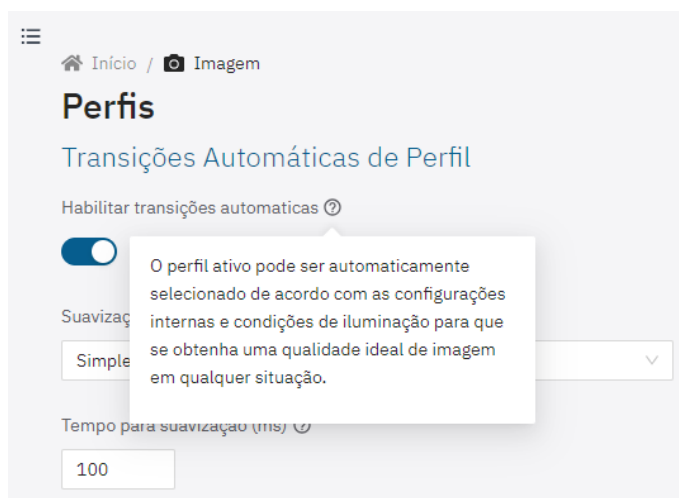 Início / Imagem
Perfis
Transições Automáticas de Perfil
Habilitar transições automaticas
O perfil ativo pode ser automaticamente
selecionado de acordo com as configurações
internas e condições de iluminação para que
se obtenha uma qualidade ideal de imagem
em qualquer situação.
Suavizaç
Simple
Tempo para suavização (ms)
100